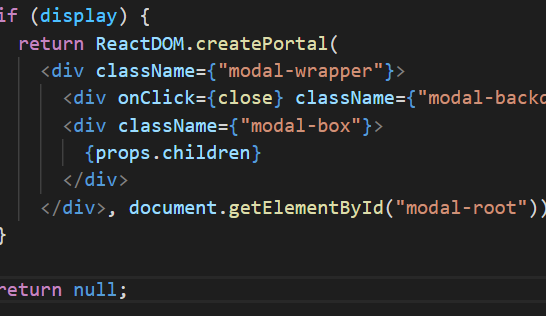 if (display) {
return ReactDOM.createPortal(
<div className={"modal-wrapper"}>
<div onClick={close} className={"modal-backd
<div className={"modal-box"}>
{props.children}
</div>
</div>, document.getElementById("modal-root"))
}
return null;